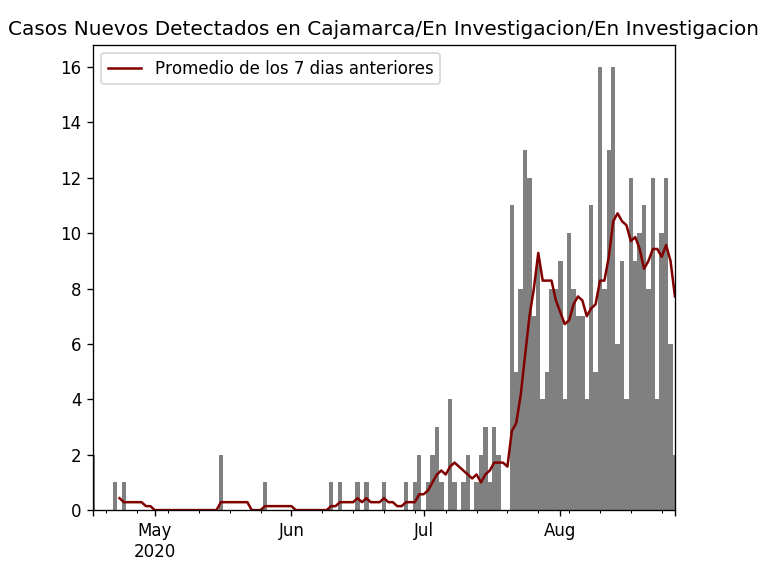 Casos Nuevos Detectados en Cajamarca/En Investigacion/En Investigacion
Promedio de los 7 dias anteriores
16
14
12
10
8
6
4
2
0
May
2020
Jun
Jul
Aug